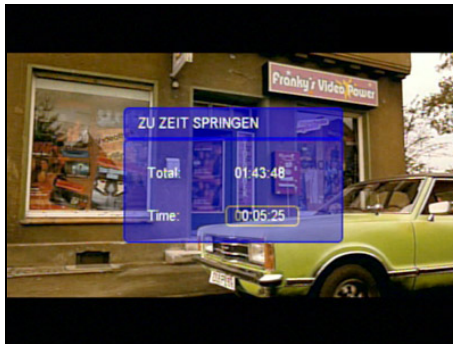 Franky's Video Power
ZU ZEIT SPRINGEN
Total: 01:43:48
Time: 00:05:25